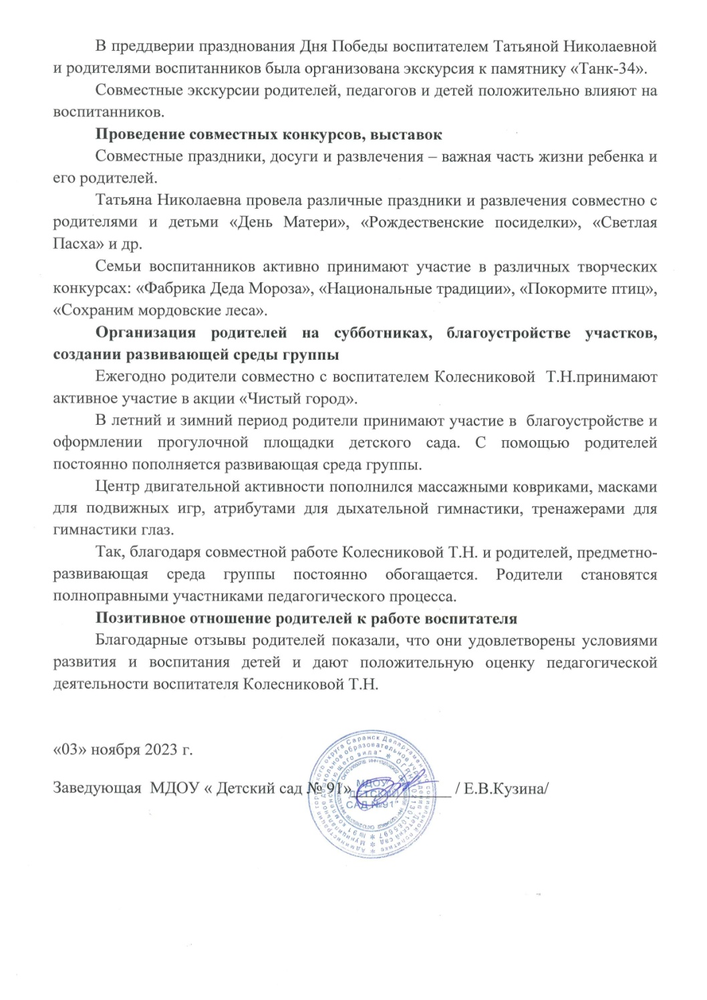 В преддверии празднования Дня Победы воспитателем Татьяной Николаевной
и родителями воспитанников была организована экскурсия к памятнику «Танк-34».
Совместные экскурсии родителей, педагогов и детей положительно влияют на
воспитанников.
Проведение совместных конкурсов, выставок
Совместные праздники, досуги и развлечения – важная часть жизни ребенка и
его родителей.
Татьяна Николаевна провела различные праздники и развлечения совместно с
родителями и детьми «День Матери», «Рождественские посиделки», «Светлая
Пасха» и др.
Семьи воспитанников активно принимают участие в различных творческих
конкурсах: «Фабрика Деда Мороза», «Национальные традиции», «Покормите птиц»,
«Сохраним мордовские леса».
Организация родителей на субботниках, благоустройстве участков,
создании развивающей среды группы
Ежегодно родители совместно с воспитателем Колесниковой  Т.Н.принимают
активное участие в акции «Чистый город».
В летний и зимний период родители принимают участие в  благоустройстве и
оформлении прогулочной площадки детского сада. С помощью родителей
постоянно пополняется развивающая среда группы.
Центр двигательной активности пополнился массажными ковриками, масками
для подвижных игр, атрибутами для дыхательной гимнастики, тренажерами для
гимнастики глаз.
Так, благодаря совместной работе Колесниковой Т.Н. и родителей, предметно-
развивающая среда группы постоянно обогащается. Родители становятся
полноправными участниками педагогического процесса.
Позитивное отношение родителей к работе воспитателя
Благодарные отзывы родителей показали, что они удовлетворены условиями
развития и воспитания детей и дают положительную оценку педагогической
деятельности воспитателя Колесниковой Т.Н.
«03» ноября 2023 г.
Заведующая  МДОУ « Детский сад № 91»____________ / Е.В.Кузина/
МДОУ
"ДЕТСКИЙ
САД №91"